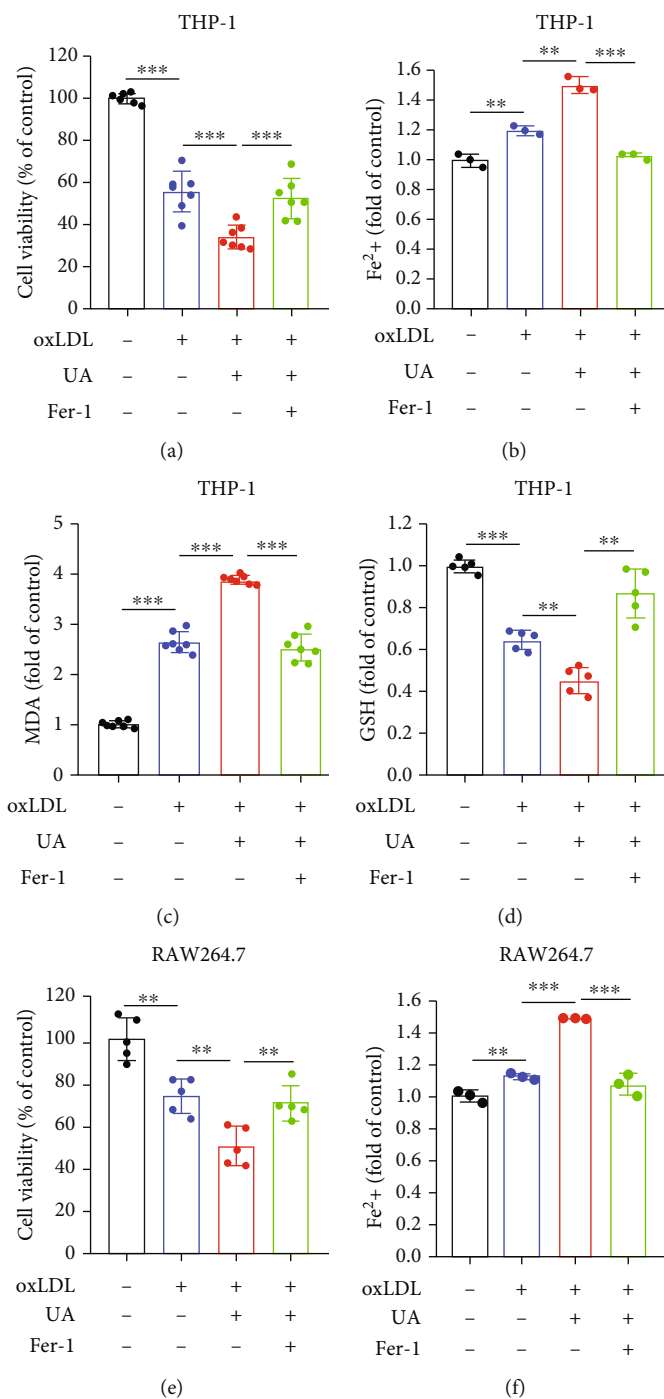 THP-1
Cell viability (% of control)
120
100
80
60
40
20
0
*** *** ***
oxLDL – + + +
UA – – + +
Fer-1 – – – +
(a)
THP-1
Fe2+ (fold of control)
1.6
1.4
1.2
1.0
0.8
0.6
0.4
0.2
0.0
** ** ***
oxLDL – + + +
UA – – + +
Fer-1 – – – +
(b)
THP-1
MDA (fold of control)
5
4
3
2
1
0
*** *** ***
oxLDL – + + +
UA – – + +
Fer-1 – – – +
(c)
THP-1
GSH (fold of control)
1.2
1.0
0.8
0.6
0.4
0.2
0.0
*** ** **
oxLDL – + + +
UA – – + +
Fer-1 – – – +
(d)
RAW264.7
Cell viability (% of control)
120
100
80
60
40
20
0
** ** **
oxLDL – + + +
UA – – + +
Fer-1 – – – +
(e)
RAW264.7
Fe2+ (fold of control)
1.6
1.4
1.2
1.0
0.8
0.6
0.4
0.2
0.0
** *** ***
oxLDL – + + +
UA – – + +
Fer-1 – – – +
(f)